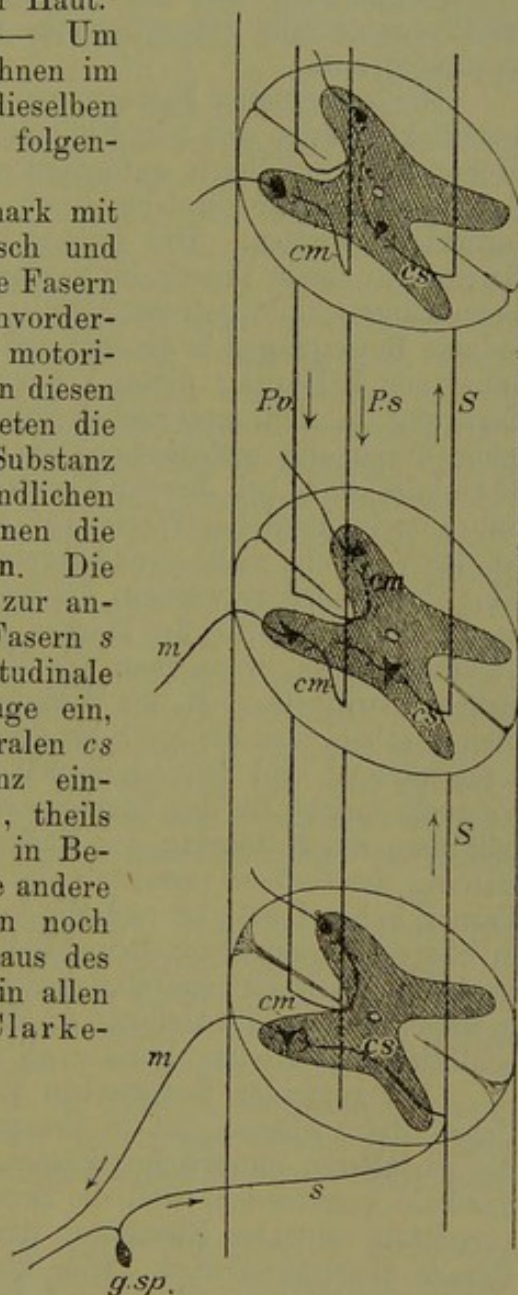 r Haut.
— Um
hnen im
dieselben
folgen-
ark mit
sch und
e Fasern
nvorder-
motori-
n diesen
eten die
Substanz
ndlichen
nen die
n. Die
zur an-
Fasern s
tudinale
ge ein,
ralen cs
nz ein-
, theils
in Be-
e andere
n noch
aus des
in allen
Clarke-
cm
cs
P.v.
P.s
S
cm
m
cm
cs
S
cm
cs
m
s
g.sp.